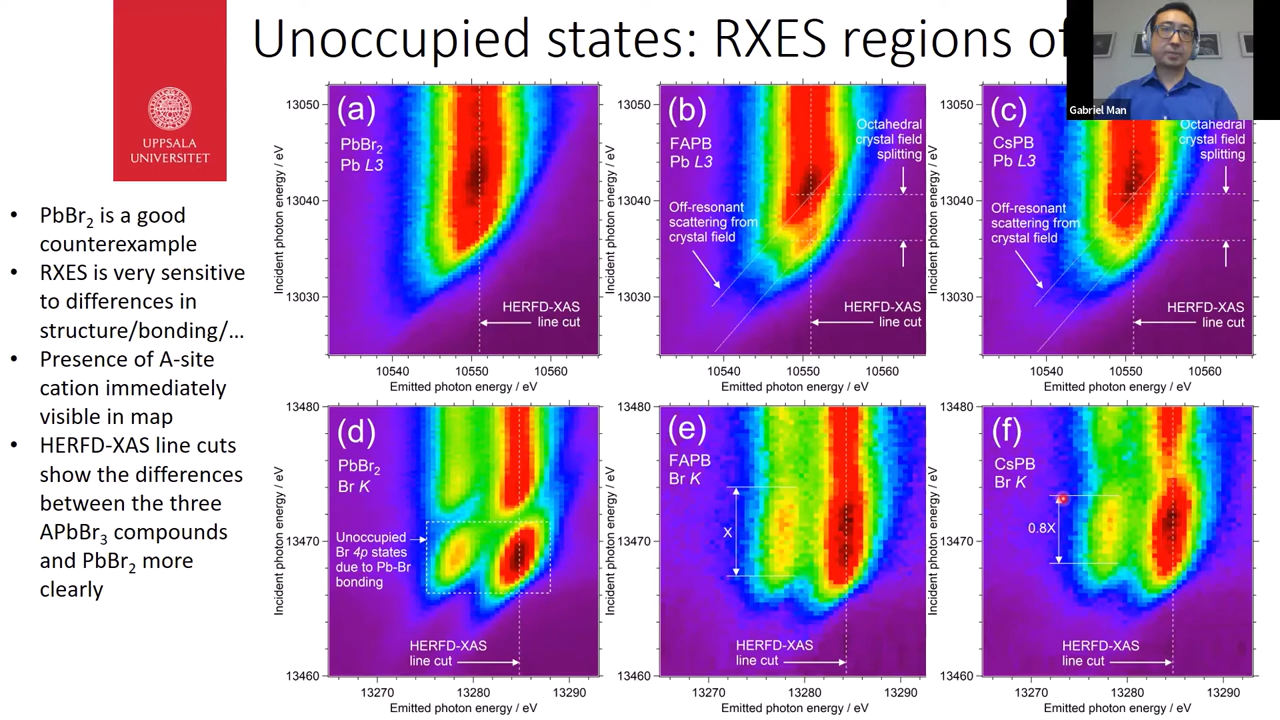 Unoccupied states: RXES regions of
UPPSALA
UNIVERSITET
Gabriel Man
• PbBr2 is a good
counterexample
• RXES is very sensitive
to differences in
structure/bonding/…
• Presence of A-site
cation immediately
visible in map
• HERFD-XAS line cuts
show the differences
between the three
APbBr3 compounds
and PbBr2 more
clearly
(a)
PbBr2
Pb L3
HERFD-XAS
line cut
13050
13040
13030
Incident photon energy / eV
10540
10550
10560
Emitted photon energy / eV
(b)
FAPB
Pb L3
Octahedral
crystal field
splitting
Off-resonant
scattering from
crystal field
HERFD-XAS
line cut
13050
13040
13030
Incident photon energy / eV
10540
10550
10560
Emitted photon energy / eV
(c)
CsPB
Pb L3
Octahedral
crystal field
splitting
Off-resonant
scattering from
crystal field
HERFD-XAS
line cut
13050
13040
13030
Incident photon energy / eV
10540
10550
10560
Emitted photon energy / eV
(d)
PbBr2
Br K
Unoccupied
Br 4p states
due to Pb-Br
bonding
HERFD-XAS
line cut
13480
13470
13460
Incident photon energy / eV
13270
13280
13290
Emitted photon energy / eV
(e)
FAPB
Br K
X
HERFD-XAS
line cut
13480
13470
13460
Incident photon energy / eV
13270
13280
13290
Emitted photon energy / eV
(f)
CsPB
Br K
0.8X
HERFD-XAS
line cut
13480
13470
13460
Incident photon energy / eV
13270
13280
13290
Emitted photon energy / eV